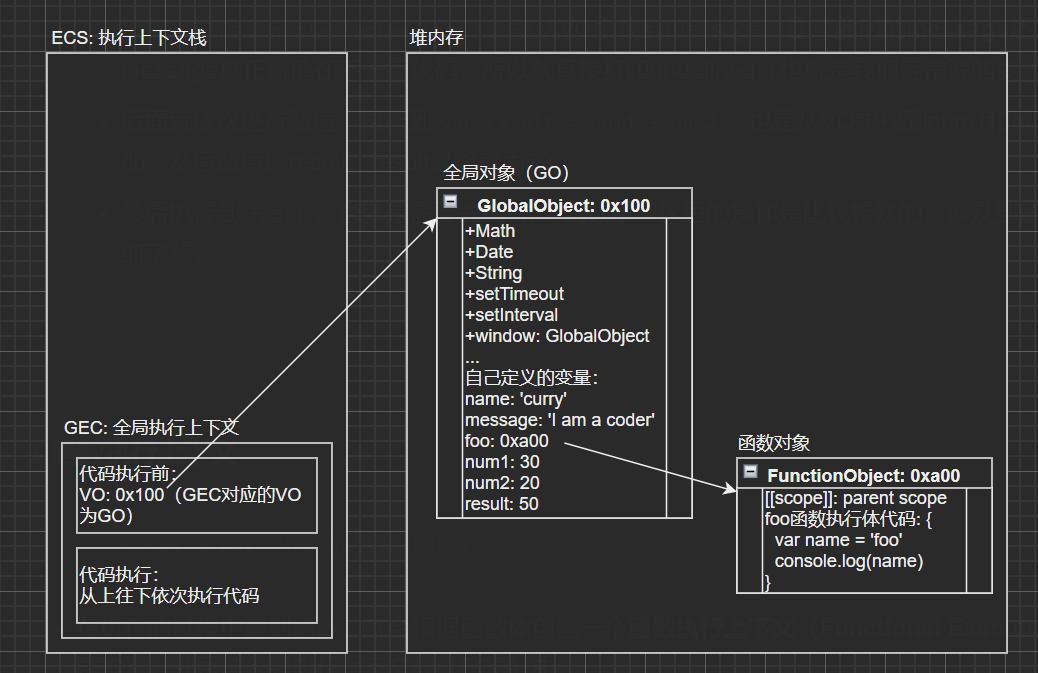 ECS: 执行上下文栈
堆内存
全局对象（GO）
GlobalObject: 0x100
+Math
+Date
+String
+setTimeout
+setInterval
+window: GlobalObject
...
自己定义的变量：
name: 'curry'
message: 'I am a coder'
foo: 0xa00
num1: 30
num2: 20
result: 50
GEC: 全局执行上下文
代码执行前：
VO: 0x100（GEC对应的VO
为GO）
代码执行：
从上往下依次执行代码
函数对象
FunctionObject: 0xa00
[[scope]]: parent scope
foo函数执行体代码: {
var name = 'foo'
console.log(name)
}